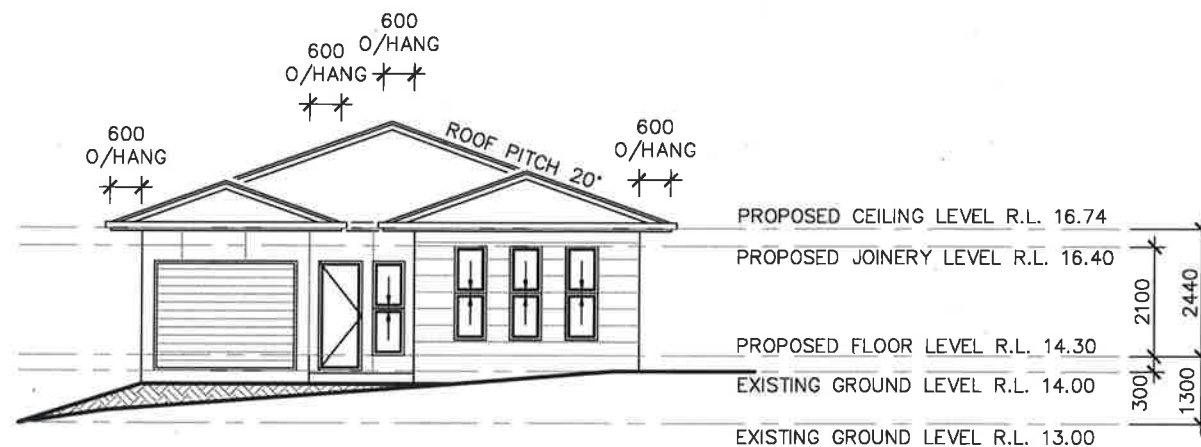 600
O/HANG
600
O/HANG
600
O/HANG
600
O/HANG
ROOF PITCH 20°
PROPOSED CEILING LEVEL R.L. 16.74
PROPOSED JOINERY LEVEL R.L. 16.40
PROPOSED FLOOR LEVEL R.L. 14.30
EXISTING GROUND LEVEL R.L. 14.00
EXISTING GROUND LEVEL R.L. 13.00
2100
2440
300
1300